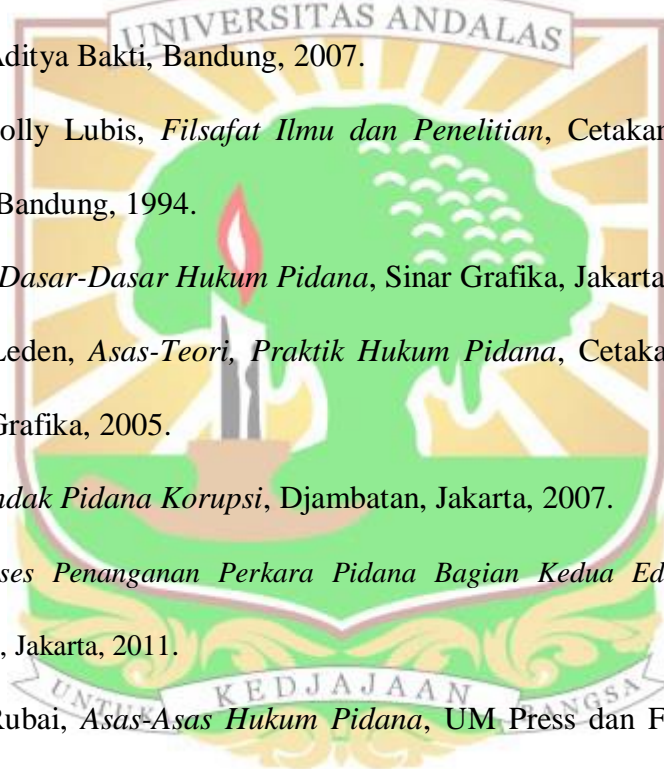 UNIVERSITAS ANDALAS
Aditya Bakti, Bandung, 2007.
olly Lubis, Filsafat Ilmu dan Penelitian, Cetakan
Bandung, 1994.
Dasar-Dasar Hukum Pidana, Sinar Grafika, Jakarta
Leden, Asas-Teori, Praktik Hukum Pidana, Cetaka
Grafika, 2005.
ndak Pidana Korupsi, Djambatan, Jakarta, 2007.
ses Penanganan Perkara Pidana Bagian Kedua Ed
, Jakarta, 2011.
UNTUK KEDJAJAAN BANGSA
Rubai, Asas-Asas Hukum Pidana, UM Press dan F